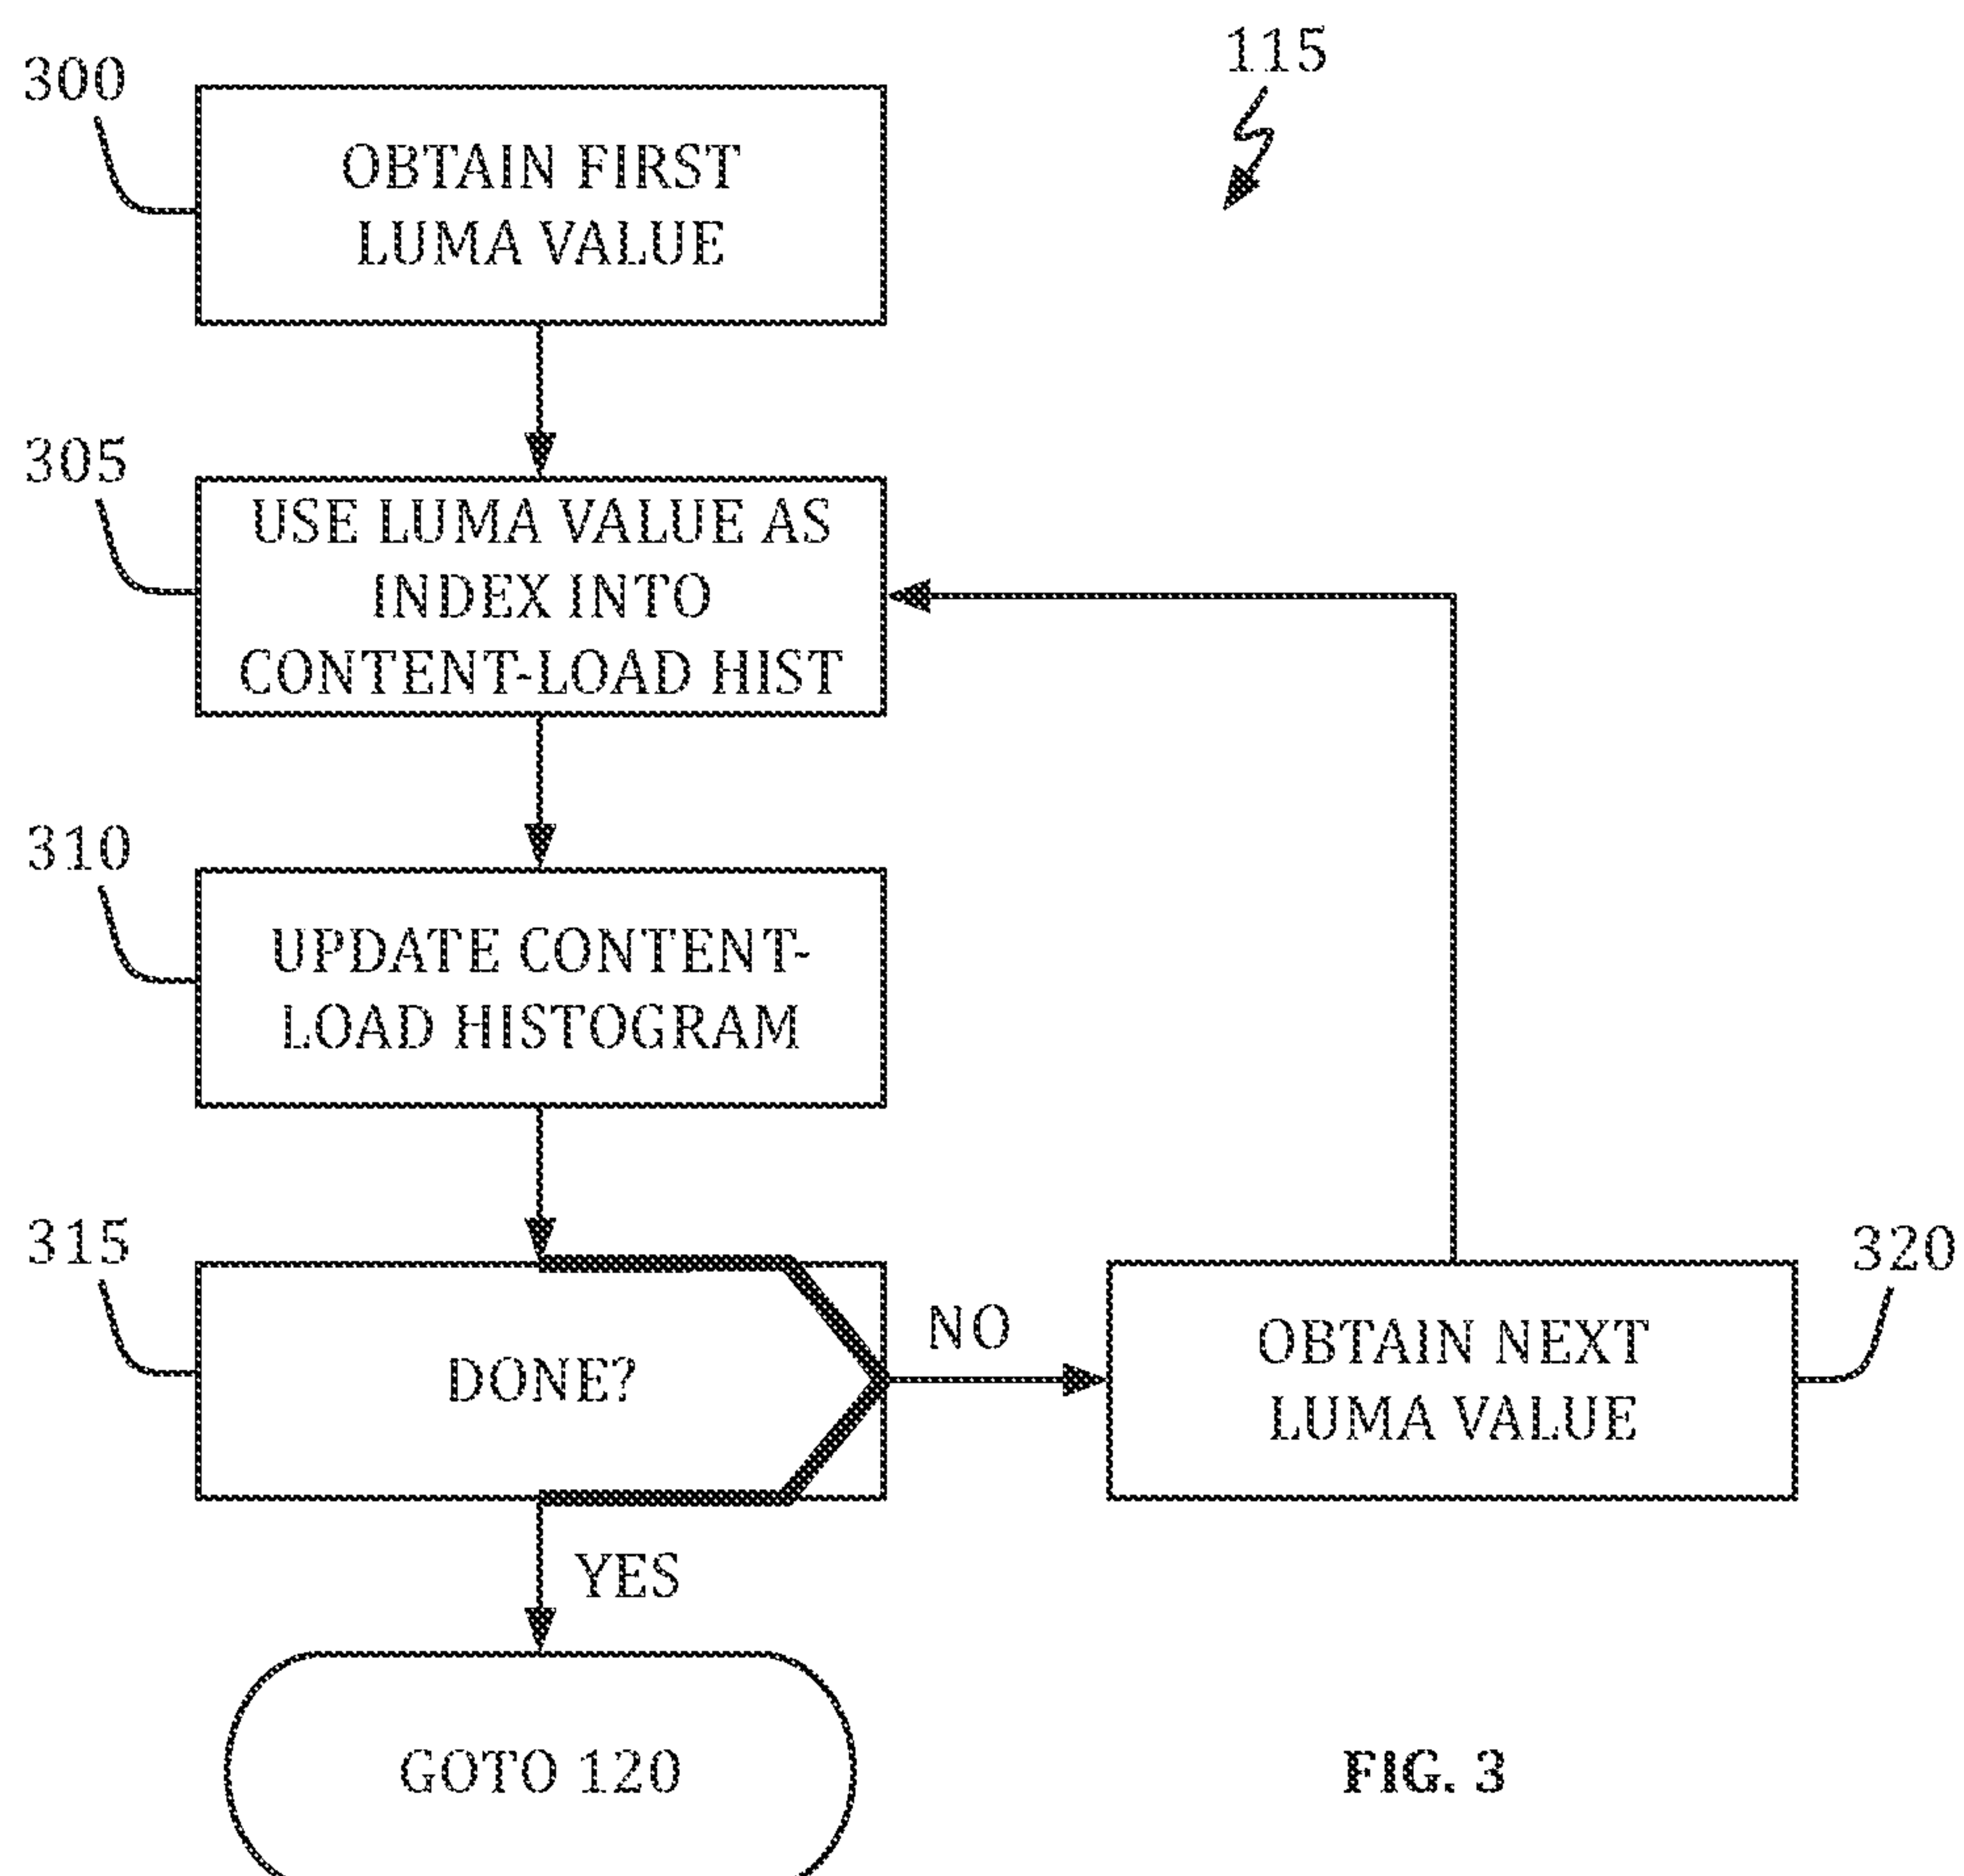 115
300
OBTAIN FIRST
LUMA VALUE
305
USE LUMA VALUE AS
INDEX INTO
CONTENT-LOAD HIST
310
UPDATE CONTENT-
LOAD HISTOGRAM
315
DONE?
NO
320
OBTAIN NEXT
LUMA VALUE
YES
GOTO 120
FIG. 3